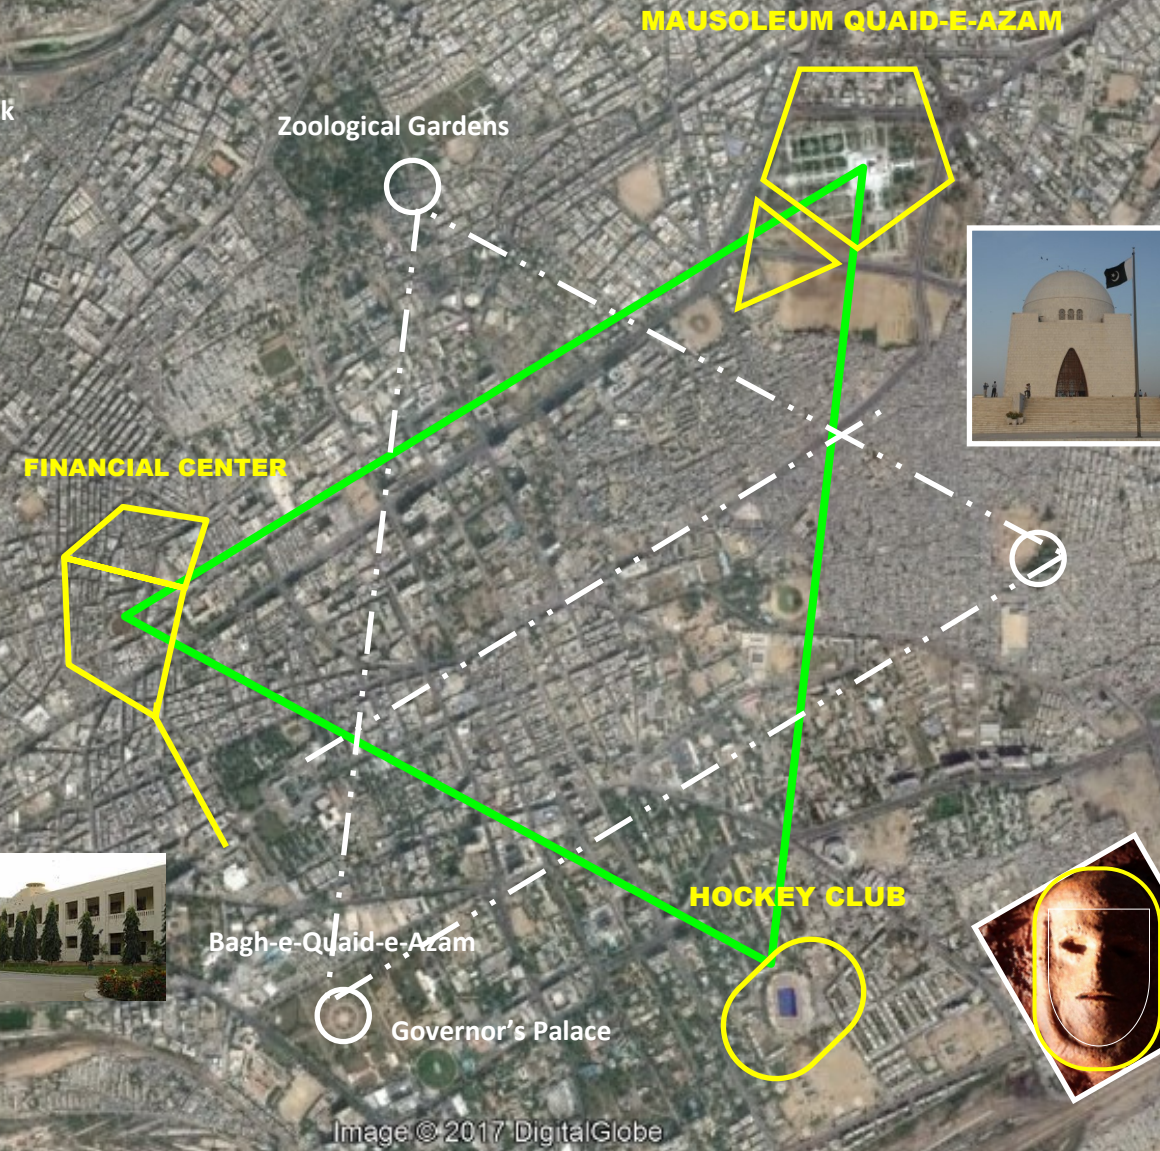 MAUSOLEUM QUAID-E-AZAM
k
Zoological Gardens
FINANCIAL CENTER
HOCKEY CLUB
Bagh-e-Quaid-e-Azam
Governor's Palace
Image © 2017 DigitalGlobe